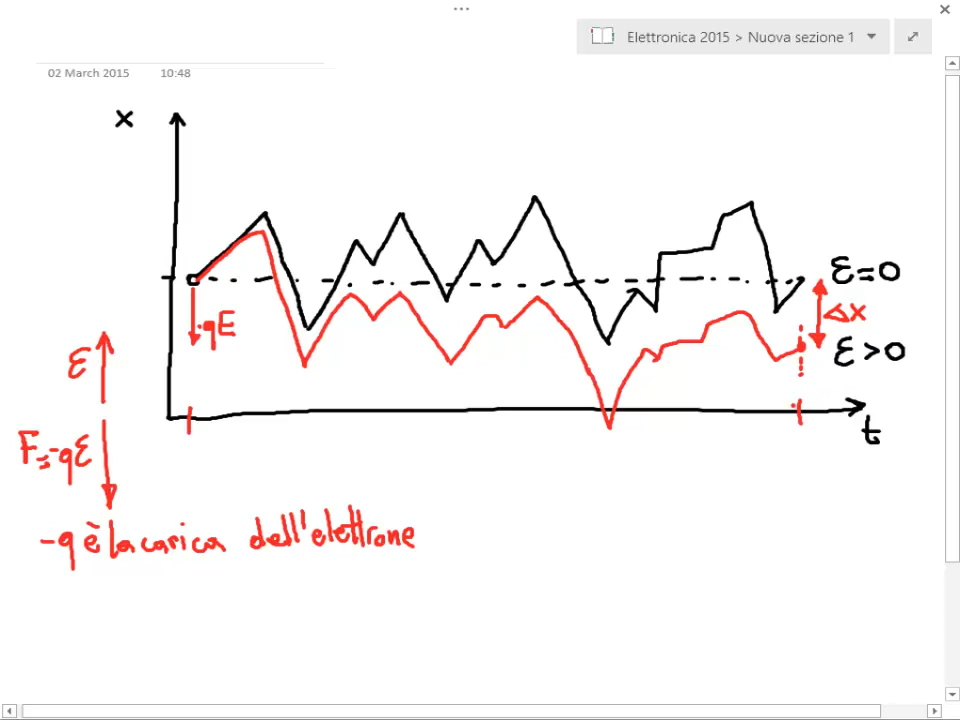 ...
Elettronica 2015 > Nuova sezione 1
02 March 2015 10:48
x
ε=0
Δx
-qE
ε>0
ε
t
F=-qε
-q è la carica dell'elettrone